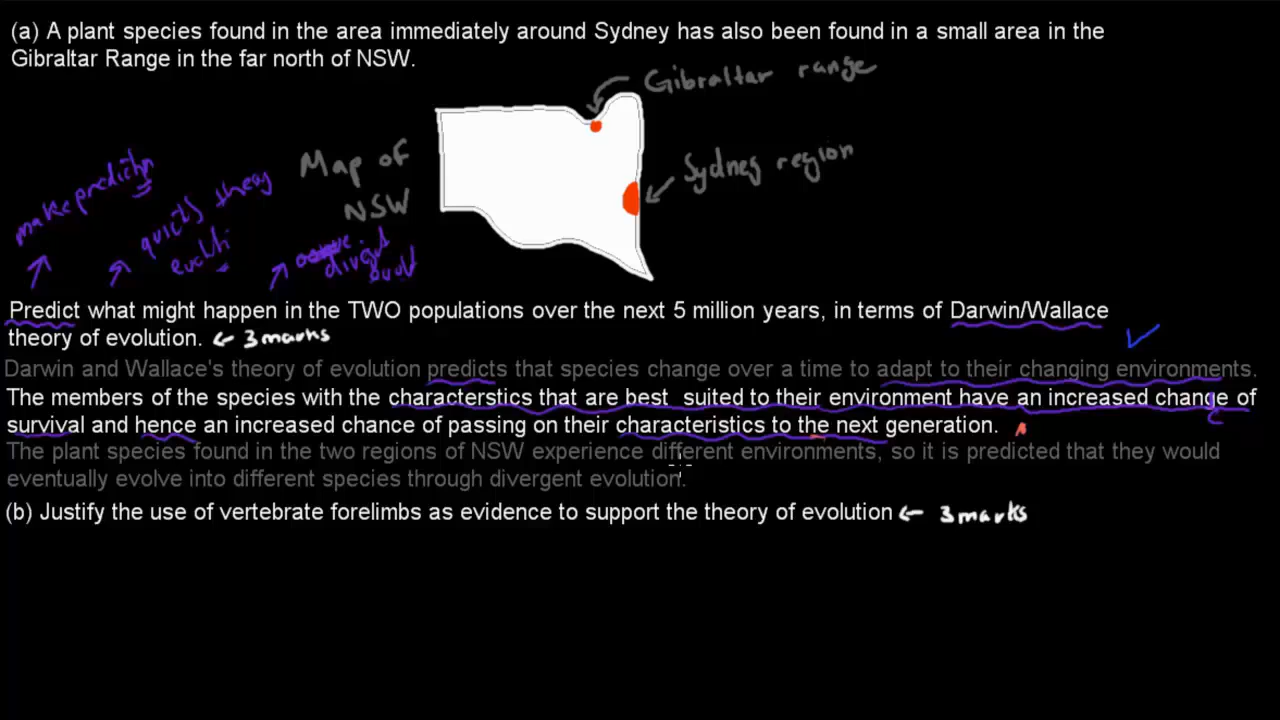 (a) A plant species found in the area immediately around Sydney has also been found in a small area in the
Gibraltar Range in the far north of NSW.
Gibraltar range
Map of
NSW
Sydney region
make predictn
quick theory
diverget
Predict what might happen in the TWO populations over the next 5 million years, in terms of Darwin/Wallace
theory of evolution. ← 3 marks
Darwin and Wallace's theory of evolution predicts that species change over a time to adapt to their changing environments.
The members of the species with the characterstics that are best suited to their environment have an increased change of
survival and hence an increased chance of passing on their characteristics to the next generation.
The plant species found in the two regions of NSW experience different environments, so it is predicted that they would
eventually evolve into different species through divergent evolution.
(b) Justify the use of vertebrate forelimbs as evidence to support the theory of evolution ← 3 marks